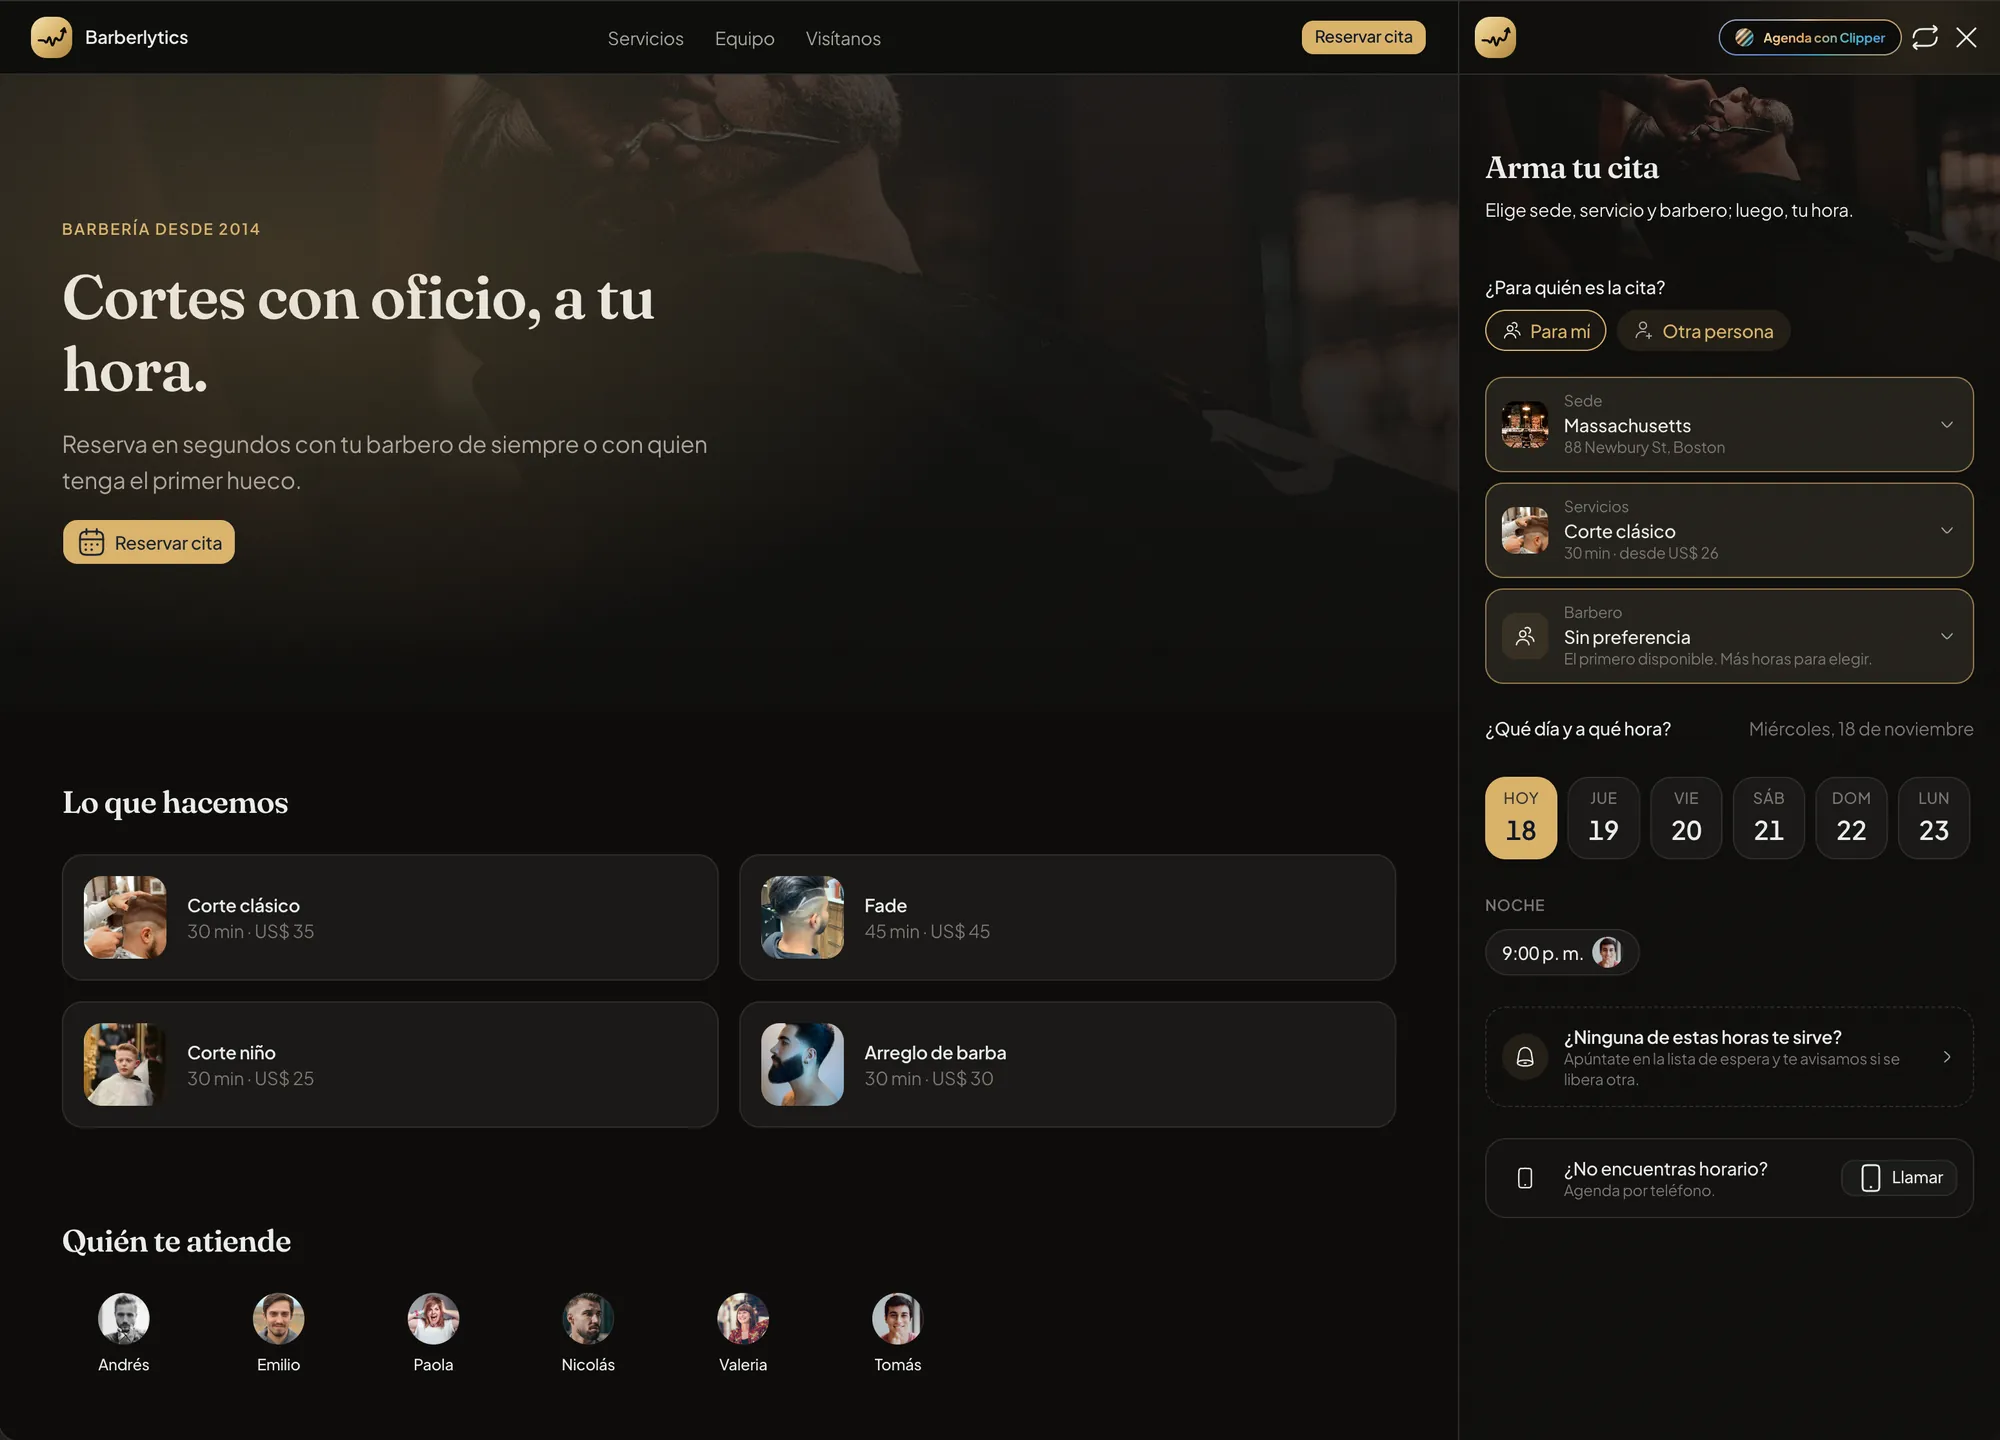 Barberlytics
Servicios
Equipo
Visítanos
Reservar cita
BARBERÍA DESDE 2014
Cortes con oficio, a tu
hora.
Reserva en segundos con tu barbero de siempre o con quien
tenga el primer hueco.
Reservar cita
Lo que hacemos
Corte clásico
30 min · US$ 35
Fade
45 min · US$ 45
Corte niño
30 min · US$ 25
Arreglo de barba
30 min · US$ 30
Quién te atiende
Andrés
Emilio
Paola
Nicolás
Valeria
Tomás
Agenda con Clipper
Arma tu cita
Elige sede, servicio y barbero; luego, tu hora.
¿Para quién es la cita?
Para mí
Otra persona
Sede
Massachusetts
88 Newbury St, Boston
Servicios
Corte clásico
30 min · desde US$ 26
Barbero
Sin preferencia
El primero disponible. Más horas para elegir.
¿Qué día y a qué hora?
Miércoles, 18 de noviembre
HOY
18
JUE
19
VIE
20
SÁB
21
DOM
22
LUN
23
NOCHE
9:00 p. m.
¿Ninguna de estas horas te sirve?
Apúntate en la lista de espera y te avisamos si se
libera otra.
¿No encuentras horario?
Agenda por teléfono.
Llamar